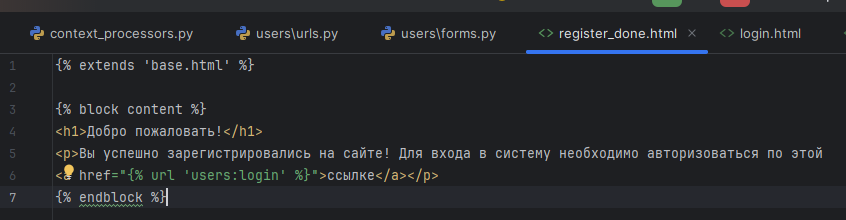 context_processors.py users\urls.py users\forms.py register_done.html login.html
1 {% extends 'base.html' %}
2
3 {% block content %}
4 <h1>Добро пожаловать!</h1>
5 <p>Вы успешно зарегистрировались на сайте! Для входа в систему необходимо авторизоваться по этой
6 <a href="{% url 'users:login' %}">ссылке</a></p>
7 {% endblock %}